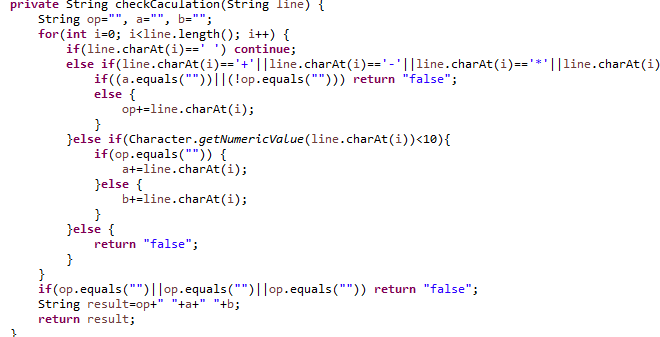 private String checkCaculation(String line) {
    String op="", a="", b="";
    for(int i=0; i<line.length(); i++) {
        if(line.charAt(i)==' ') continue;
        else if(line.charAt(i)=='+'||line.charAt(i)=='-'||line.charAt(i)=='*'||line.charAt(i)
            if((a.equals(""))||(!op.equals(""))) return "false";
            else {
                op+=line.charAt(i);
            }
        }else if(Character.getNumericValue(line.charAt(i))<10){
            if(op.equals("")) {
                a+=line.charAt(i);
            }else {
                b+=line.charAt(i);
            }
        }else {
            return "false";
        }
    }
    if(op.equals("")||op.equals("")||op.equals("")) return "false";
    String result=op+" "+a+" "+b;
    return result;
}